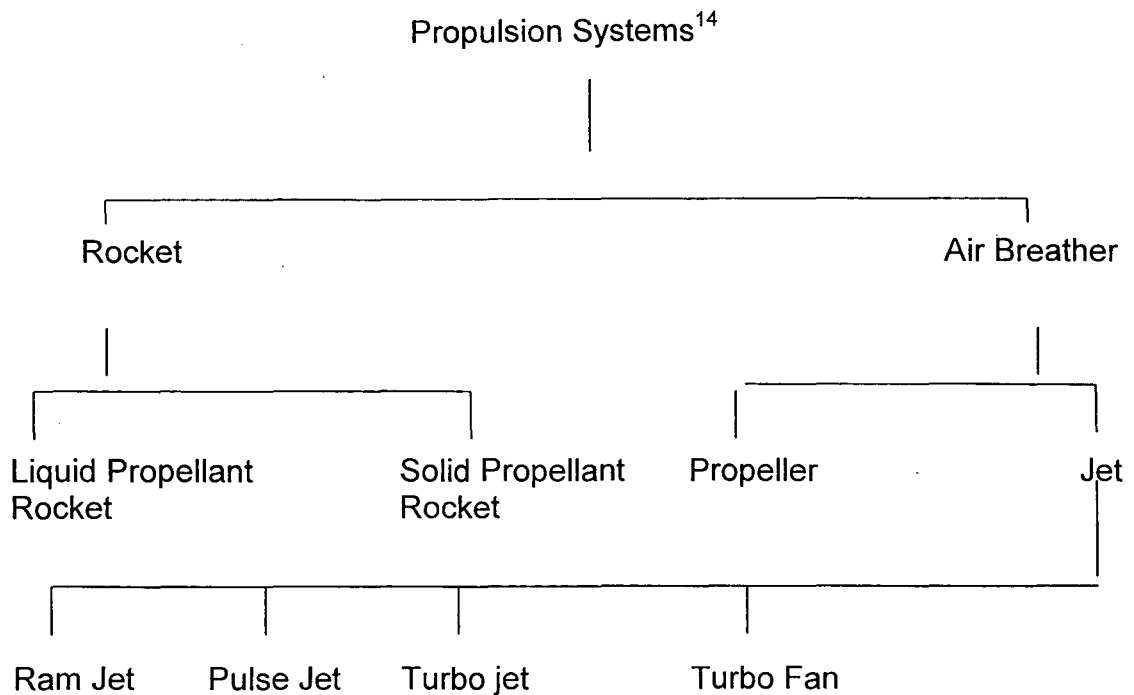 Propulsion Systems14
Rocket
Air Breather
Liquid Propellant
Rocket
Solid Propellant
Rocket
Propeller
Jet
Ram Jet
Pulse Jet
Turbo jet
Turbo Fan